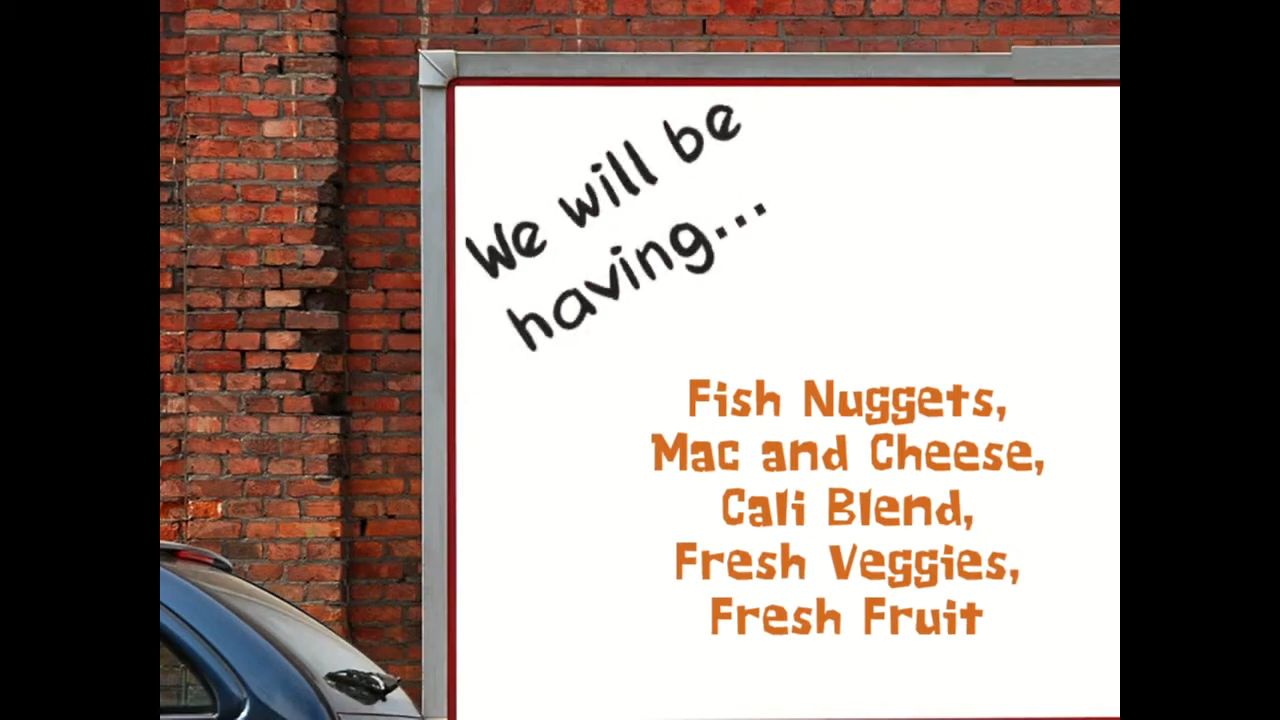 We will be
having...
Fish Nuggets,
Mac and Cheese,
Cali Blend,
Fresh Veggies,
Fresh Fruit